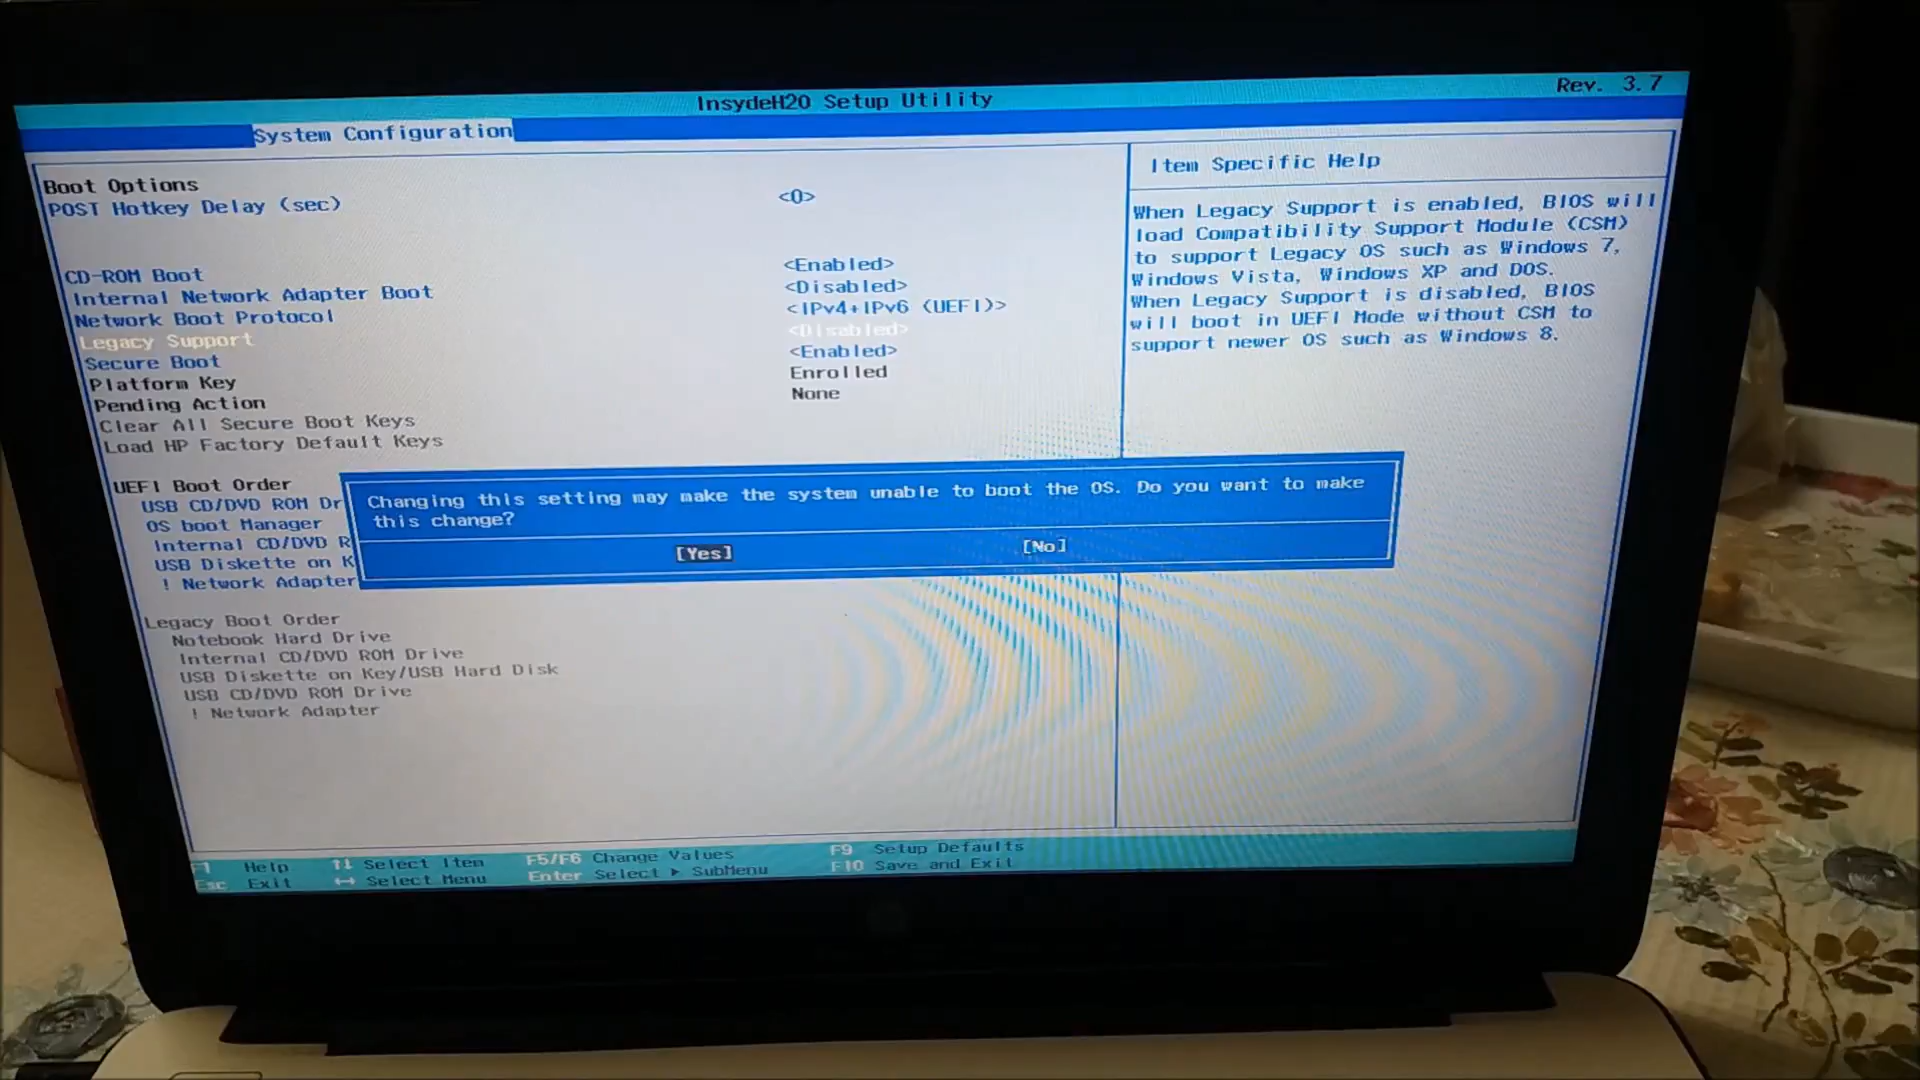 InsydeH20 Setup Utility
Rev. 3.7
System Configuration
Boot Options
POST Hotkey Delay (sec) <0>
CD-ROM Boot <Enabled>
Internal Network Adapter Boot <Disabled>
Network Boot Protocol <IPv4+IPv6 (UEFI)>
Legacy Support <Disabled>
Secure Boot <Enabled>
Platform Key Enrolled
Pending Action None
Clear All Secure Boot Keys
Load HP Factory Default Keys
UEFI Boot Order
USB CD/DVD ROM Dr
OS boot Manager
Internal CD/DVD R
USB Diskette on K
! Network Adapter
Legacy Boot Order
Notebook Hard Drive
Internal CD/DVD ROM Drive
USB Diskette on Key/USB Hard Disk
USB CD/DVD ROM Drive
! Network Adapter
Changing this setting may make the system unable to boot the OS. Do you want to make
this change?
[Yes] [No]
Item Specific Help
When Legacy Support is enabled, BIOS will
load Compatibility Support Module (CSM)
to support Legacy OS such as Windows 7,
Windows Vista, Windows XP and DOS.
When Legacy Support is disabled, BIOS
will boot in UEFI Mode without CSM to
support newer OS such as Windows 8.
F1 Help ↑↓ Select Item F5/F6 Change Values F9 Setup Defaults
Esc Exit ↔ Select Menu Enter Select ▶ SubMenu F10 Save and Exit